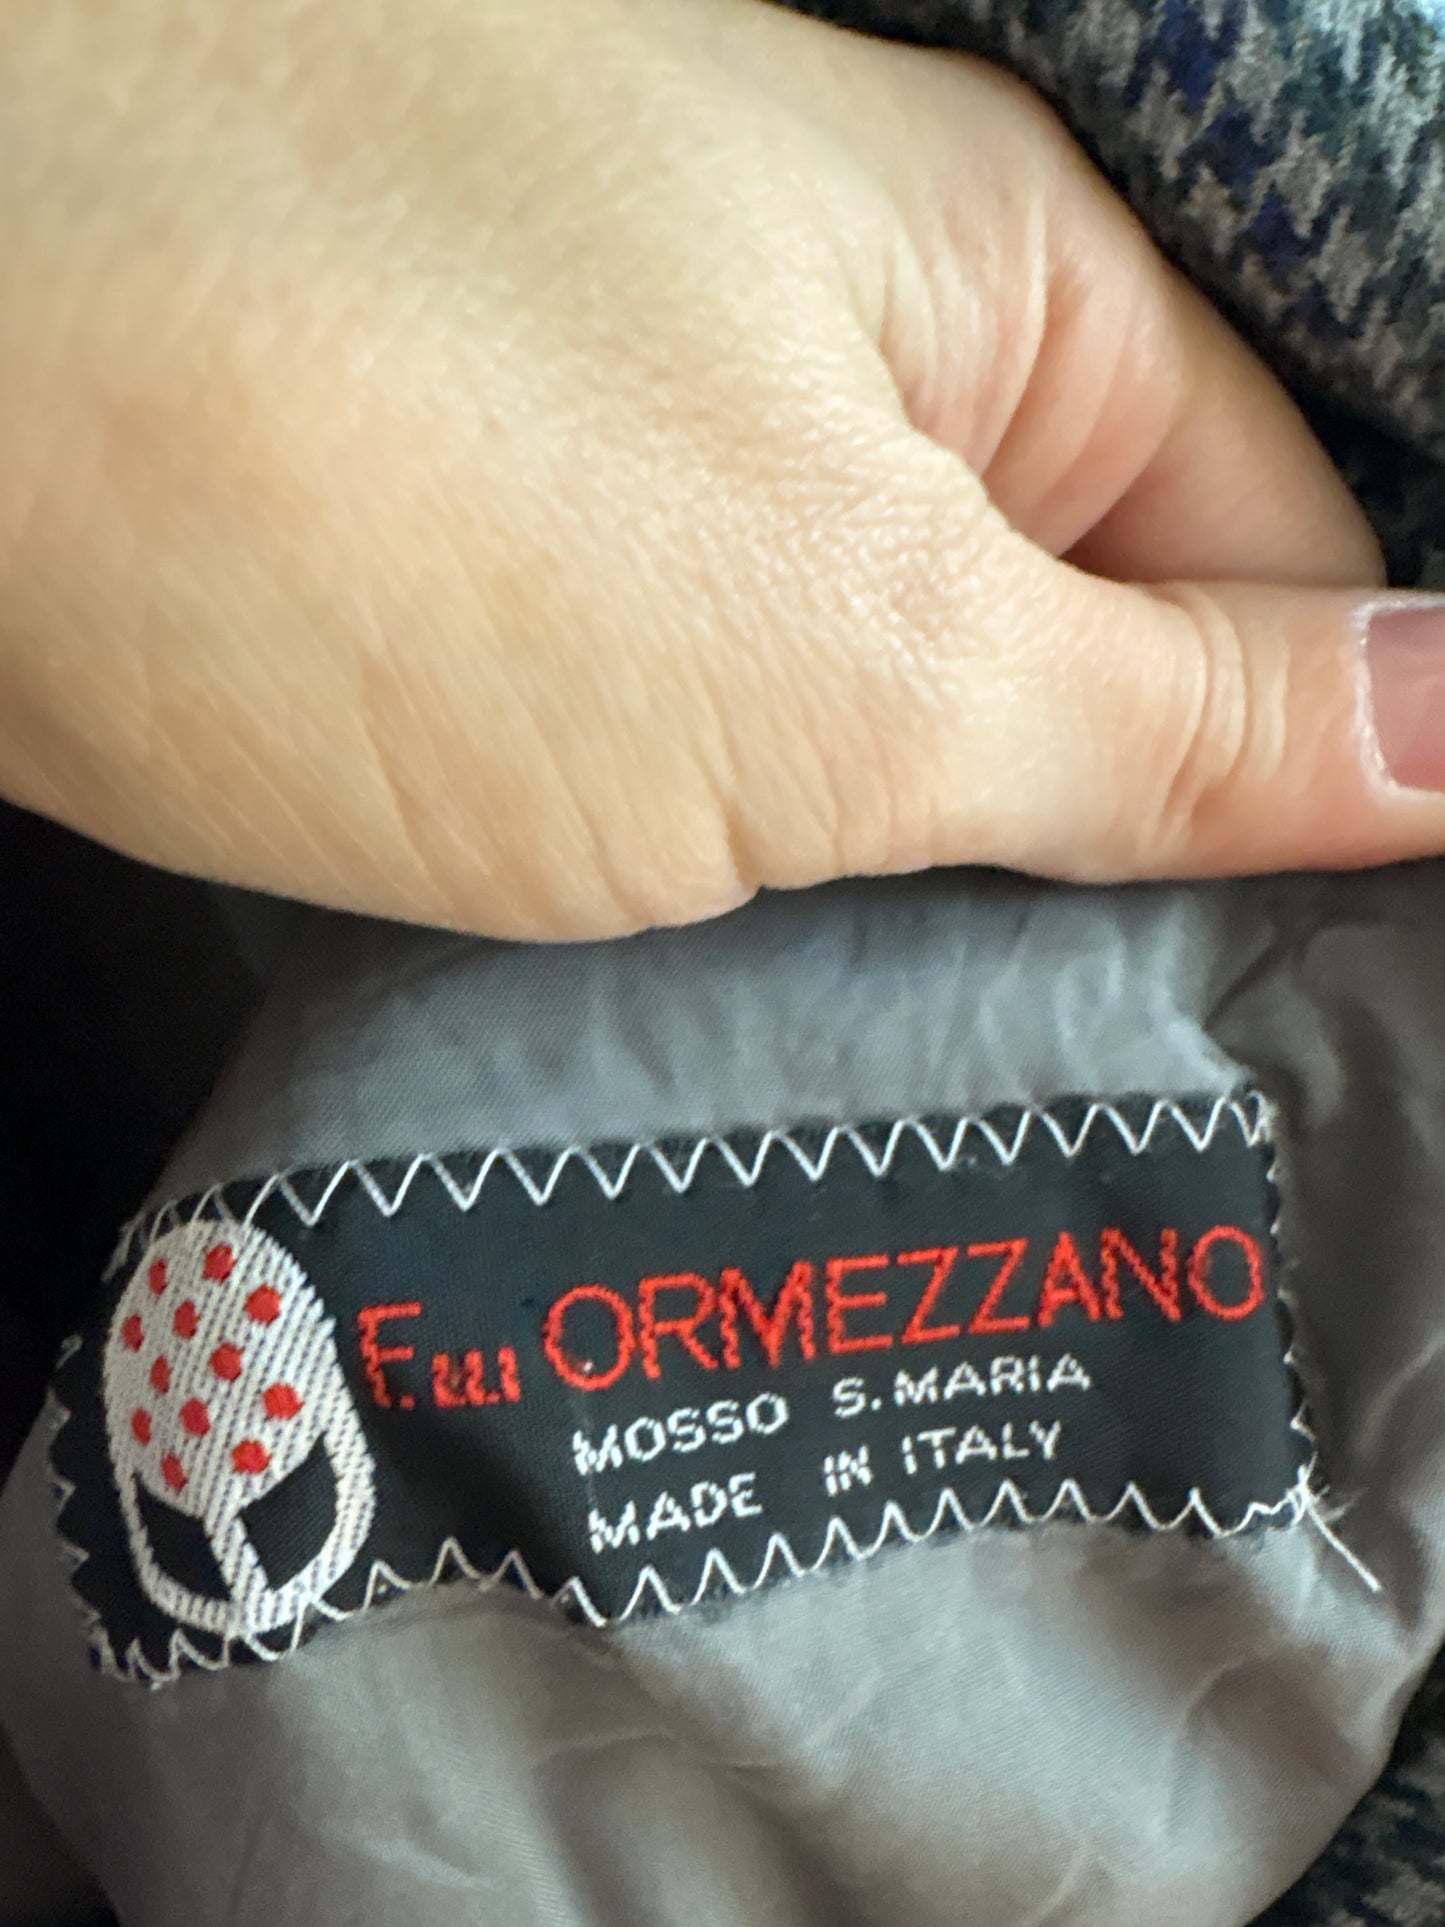 F.lli ORMEZZANO
MOSSO S. MARIA
MADE IN ITALY